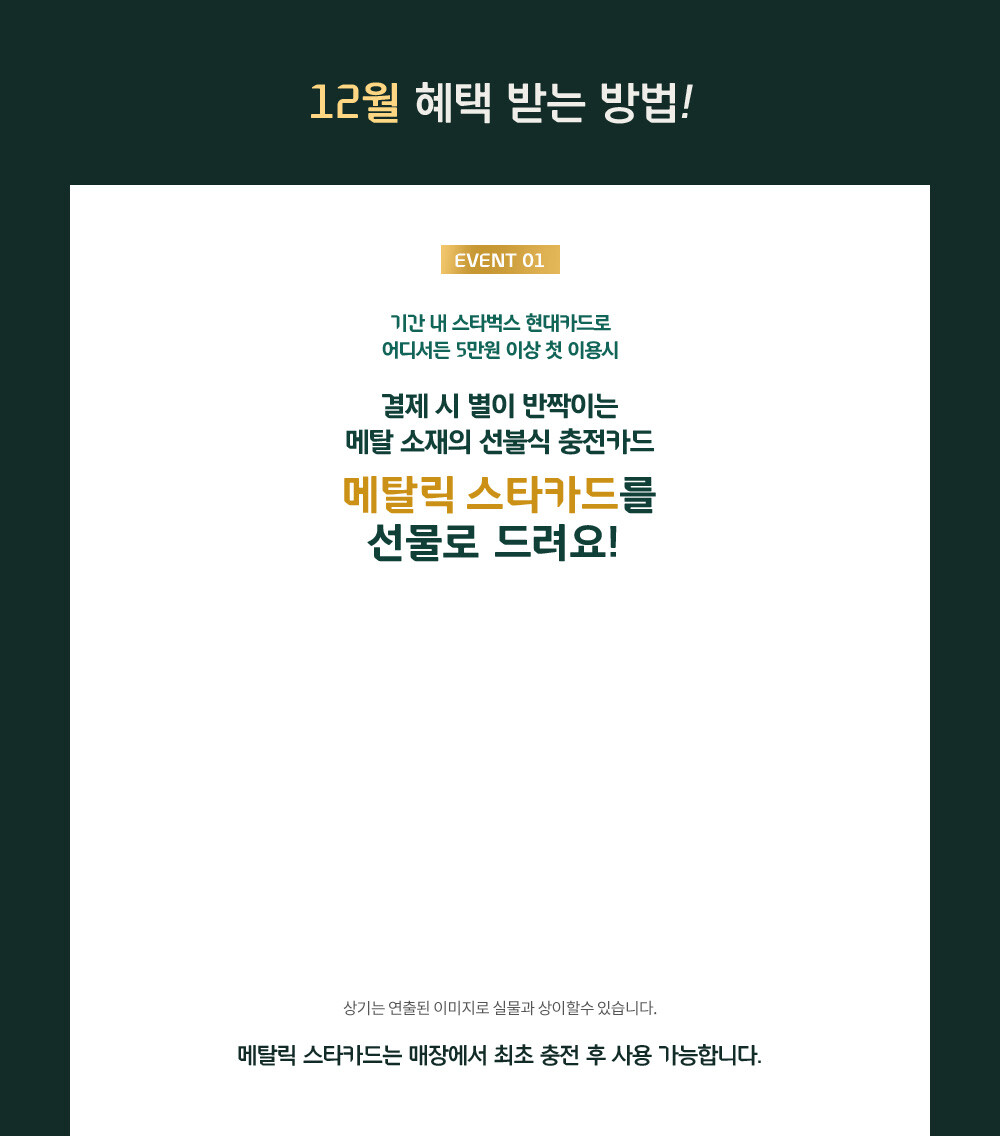 12월 혜택 받는 방법!
EVENT 01
기간 내 스타벅스 현대카드로
어디서든 5만원 이상 첫 이용시
결제 시 별이 반짝이는
메탈 소재의 선불식 충전카드
메탈릭 스타카드를
선물로 드려요!
상기는 연출된 이미지로 실물과 상이할수 있습니다.
메탈릭 스타카드는 매장에서 최초 충전 후 사용 가능합니다.